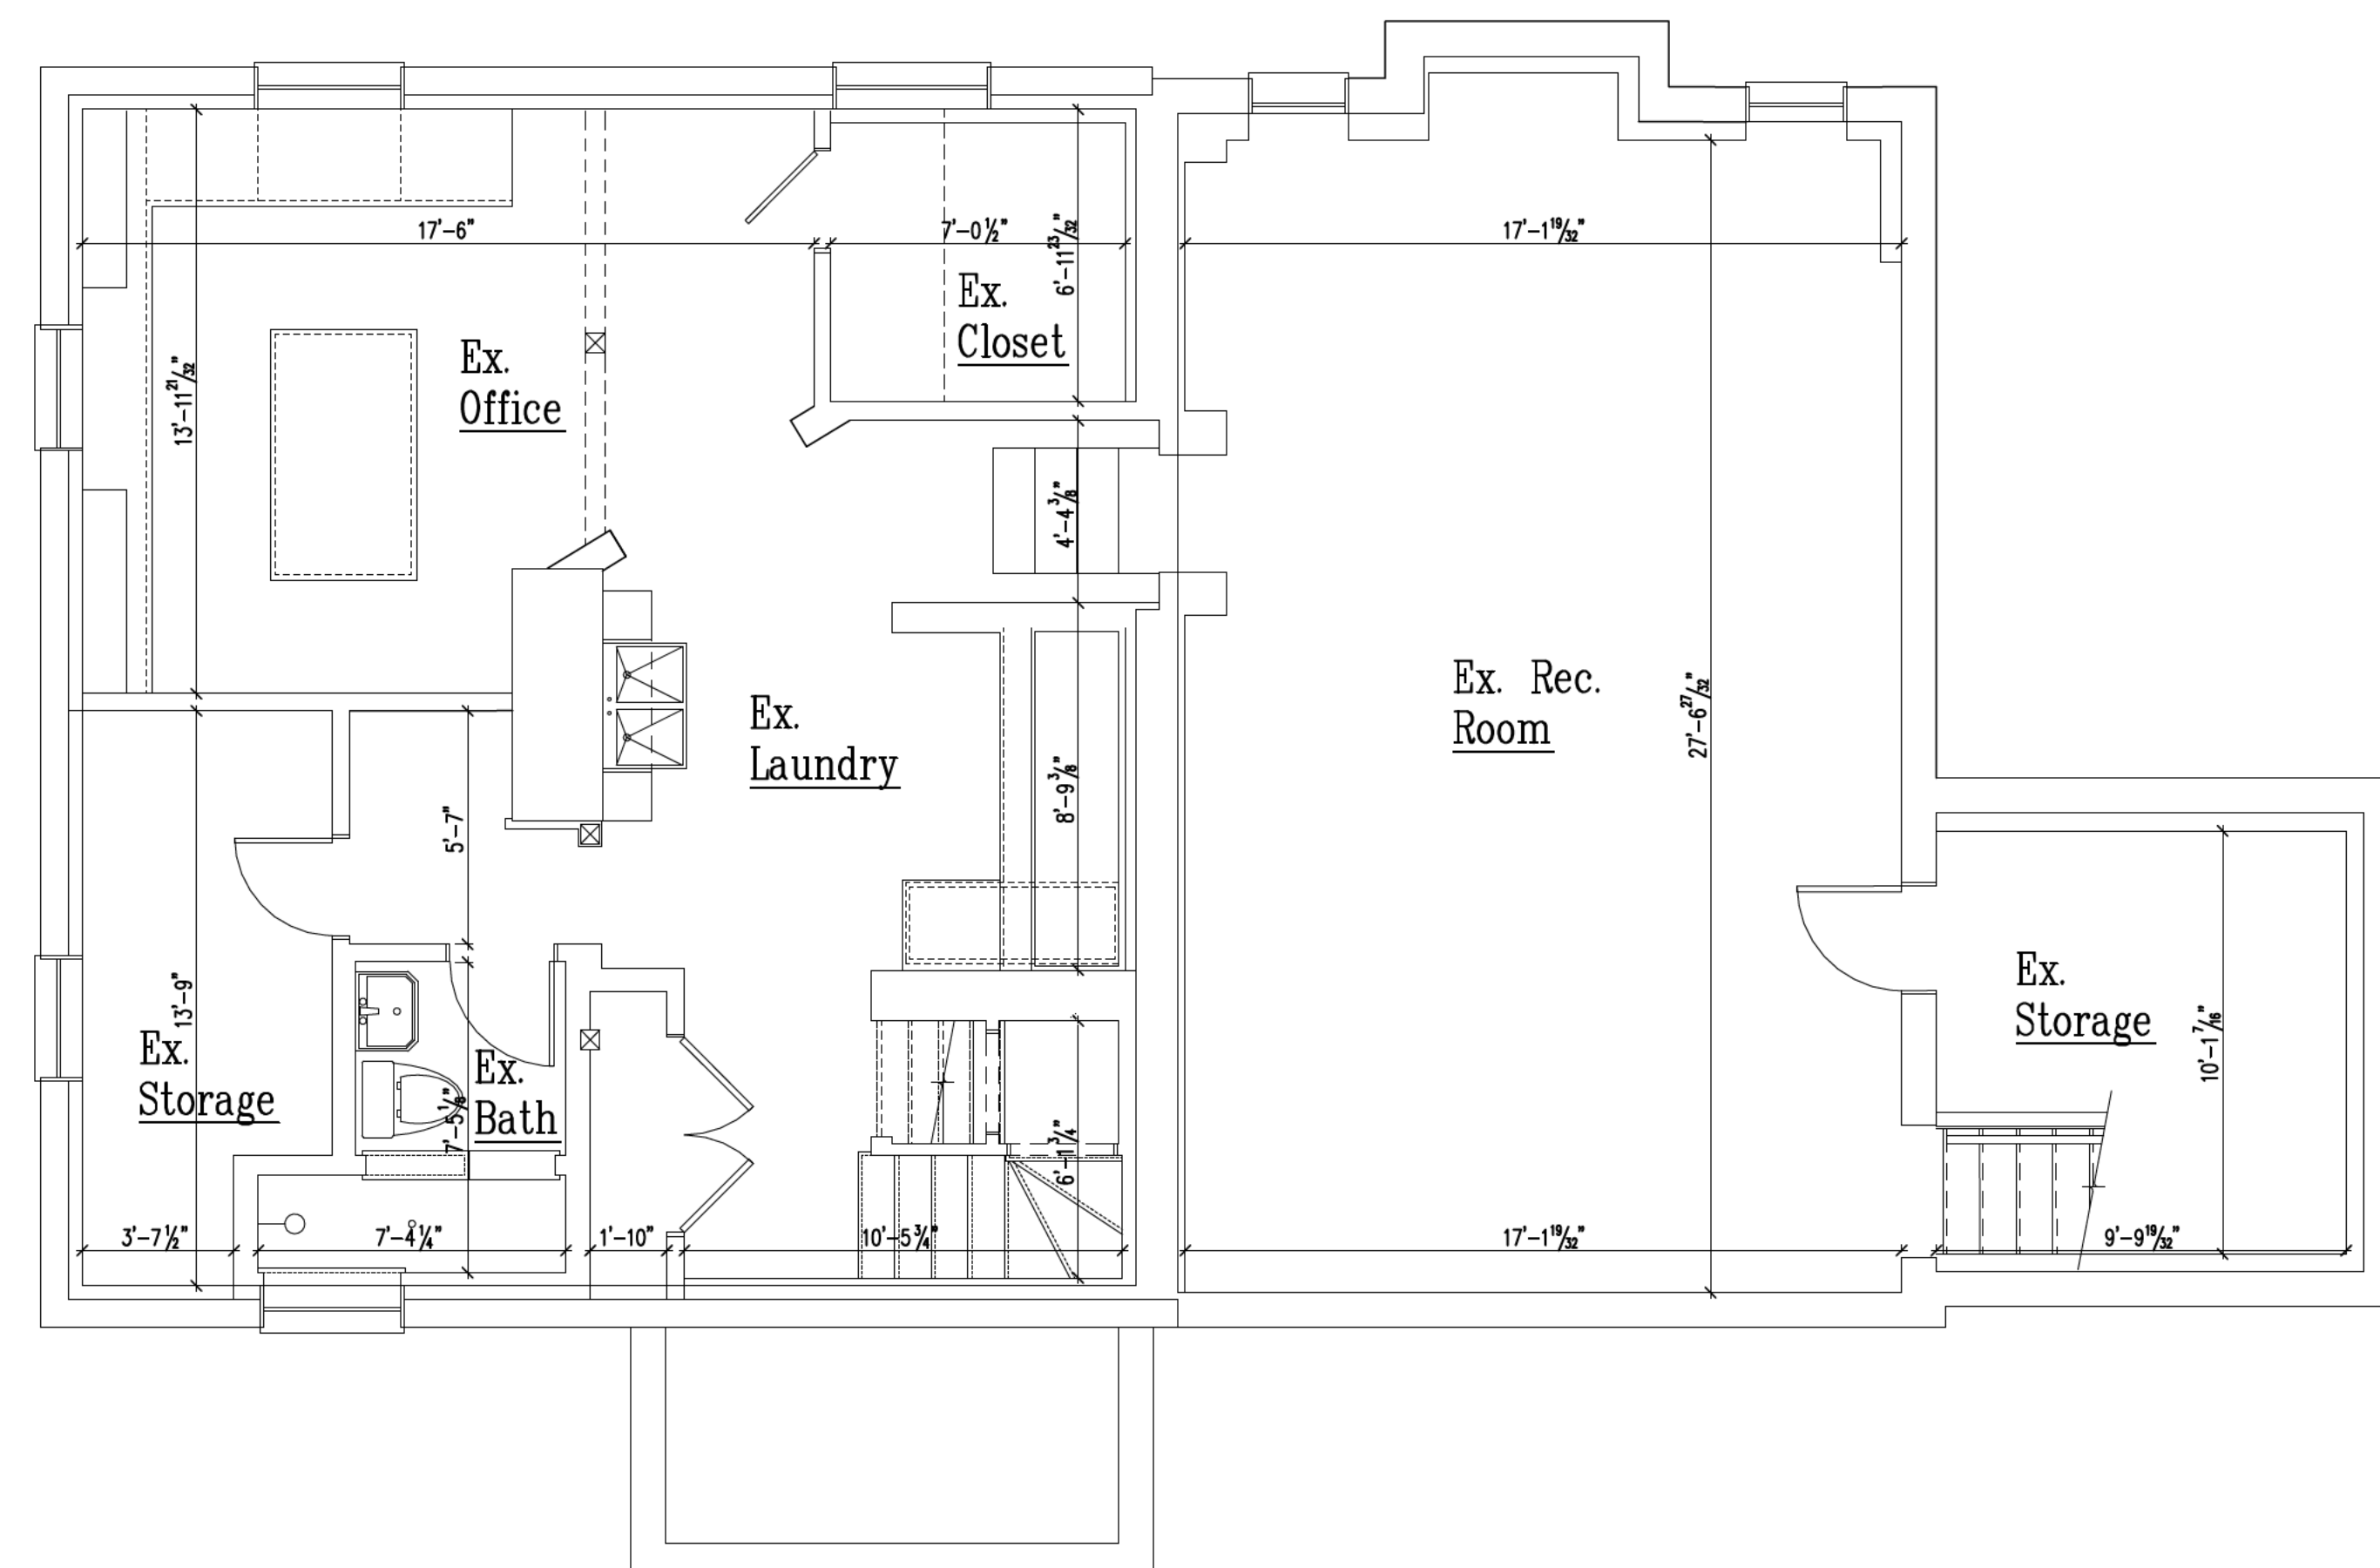 17'-6"
7'-0½"
6'-11²³⁄₃₂"
17'-1¹⁹⁄₃₂"
Ex.
Closet
13'-11²¹⁄₃₂"
Ex.
Office
4'-4⅜"
Ex. Rec.
Room
27'-6²⁷⁄₃₂"
Ex.
Laundry
8'-9⅜"
5'-7"
Ex.
Storage
10'-1⁷⁄₁₆"
13'-9"
Ex.
Storage
Ex.
Bath
7'-5⅛"
6'-1¾"
3'-7½"
7'-4¼"
1'-10"
10'-5¾"
17'-1¹⁹⁄₃₂"
9'-9¹⁹⁄₃₂"